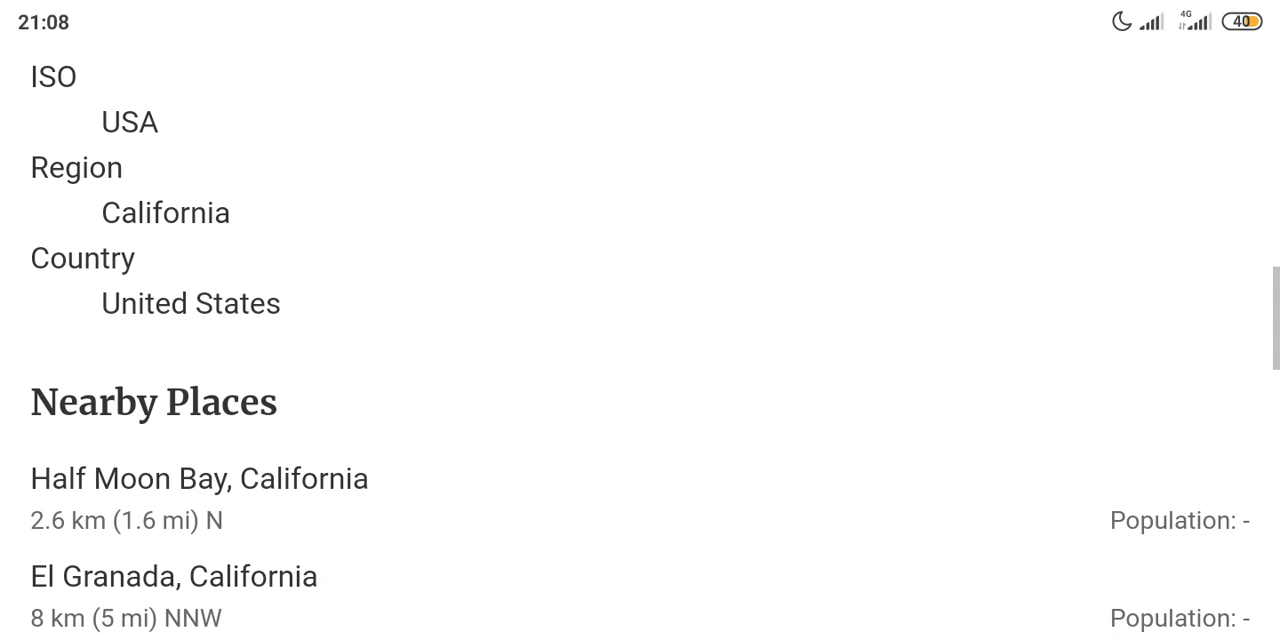 21:08
4G
40
ISO
USA
Region
California
Country
United States
Nearby Places
Half Moon Bay, California
2.6 km (1.6 mi) N
Population: -
El Granada, California
8 km (5 mi) NNW
Population: -